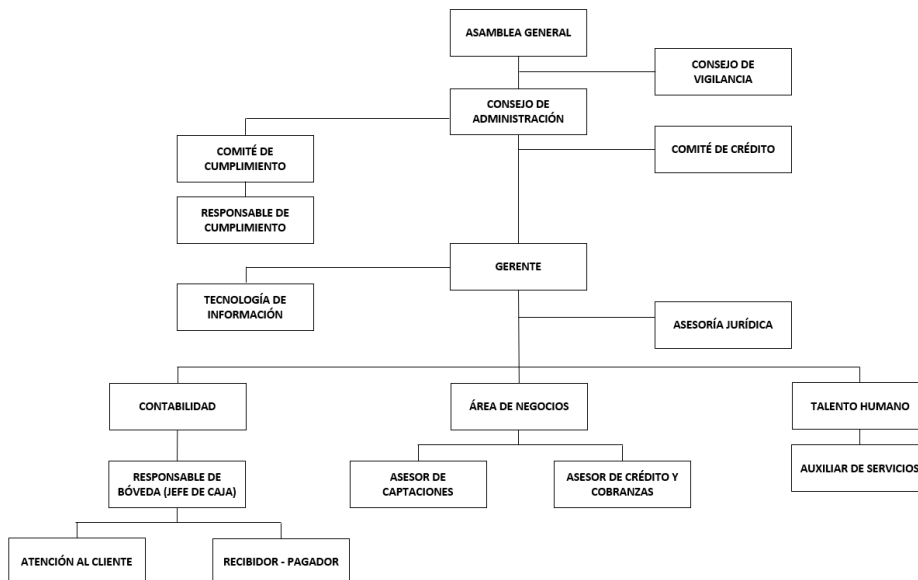 ASAMBLEA GENERAL
CONSEJO DE
VIGILANCIA
CONSEJO DE
ADMINISTRACIÓN
COMITÉ DE
CUMPLIMIENTO
COMITÉ DE CRÉDITO
RESPONSABLE DE
CUMPLIMIENTO
GERENTE
TECNOLOGÍA DE
INFORMACIÓN
ASESORÍA JURÍDICA
CONTABILIDAD
ÁREA DE NEGOCIOS
TALENTO HUMANO
RESPONSABLE DE
BÓVEDA (JEFE DE CAJA)
ASESOR DE
CAPTACIONES
ASESOR DE CRÉDITO Y
COBRANZAS
AUXILIAR DE SERVICIOS
ATENCIÓN AL CLIENTE
RECIBIDOR - PAGADOR